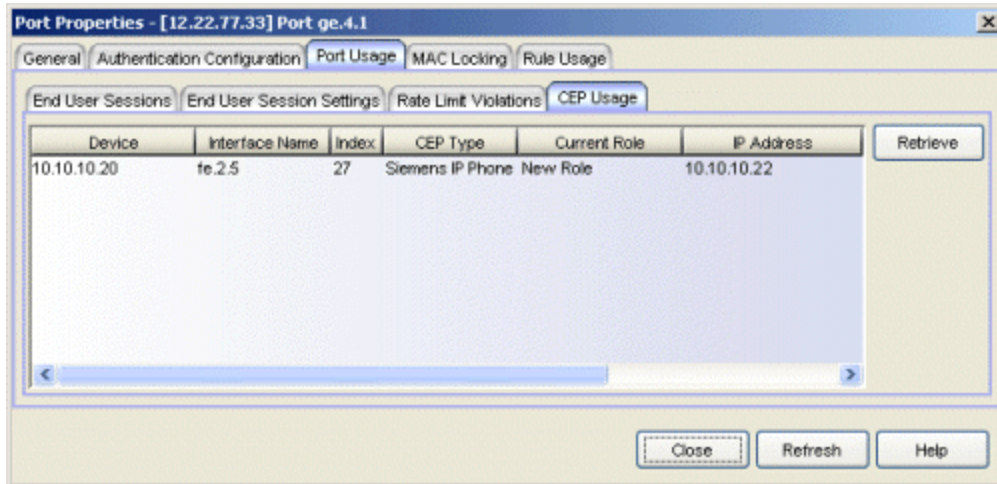 Port Properties - [12.22.77.33] Port ge.4.1
General Authentication Configuration Port Usage MAC Locking Rule Usage
End User Sessions End User Session Settings Rate Limit Violations CEP Usage
Device Interface Name Index CEP Type Current Role IP Address Retrieve
10.10.10.20 fe.2.5 27 Siemens IP Phone New Role 10.10.10.22
Close Refresh Help